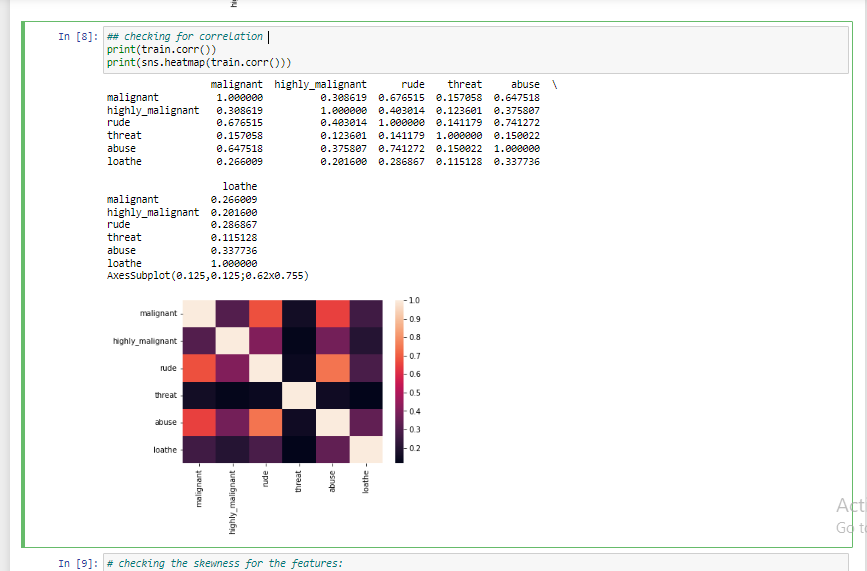 In [8]: ## checking for correlation
print(train.corr())
print(sns.heatmap(train.corr()))
malignant highly_malignant rude threat abuse \
malignant 1.000000 0.308619 0.676515 0.157058 0.647518
highly_malignant 0.308619 1.000000 0.403014 0.123601 0.375807
rude 0.676515 0.403014 1.000000 0.141179 0.741272
threat 0.157058 0.123601 0.141179 1.000000 0.150022
abuse 0.647518 0.375807 0.741272 0.150022 1.000000
loathe 0.266009 0.201600 0.286867 0.115128 0.337736
loathe
malignant 0.266009
highly_malignant 0.201600
rude 0.286867
threat 0.115128
abuse 0.337736
loathe 1.000000
AxesSubplot(0.125,0.125;0.62x0.755)
malignant
highly_malignant
rude
threat
abuse
loathe
1.0
0.9
0.8
0.7
0.6
0.5
0.4
0.3
0.2
malignant
highly_malignant
rude
threat
abuse
loathe
In [9]: # checking the skewness for the features: